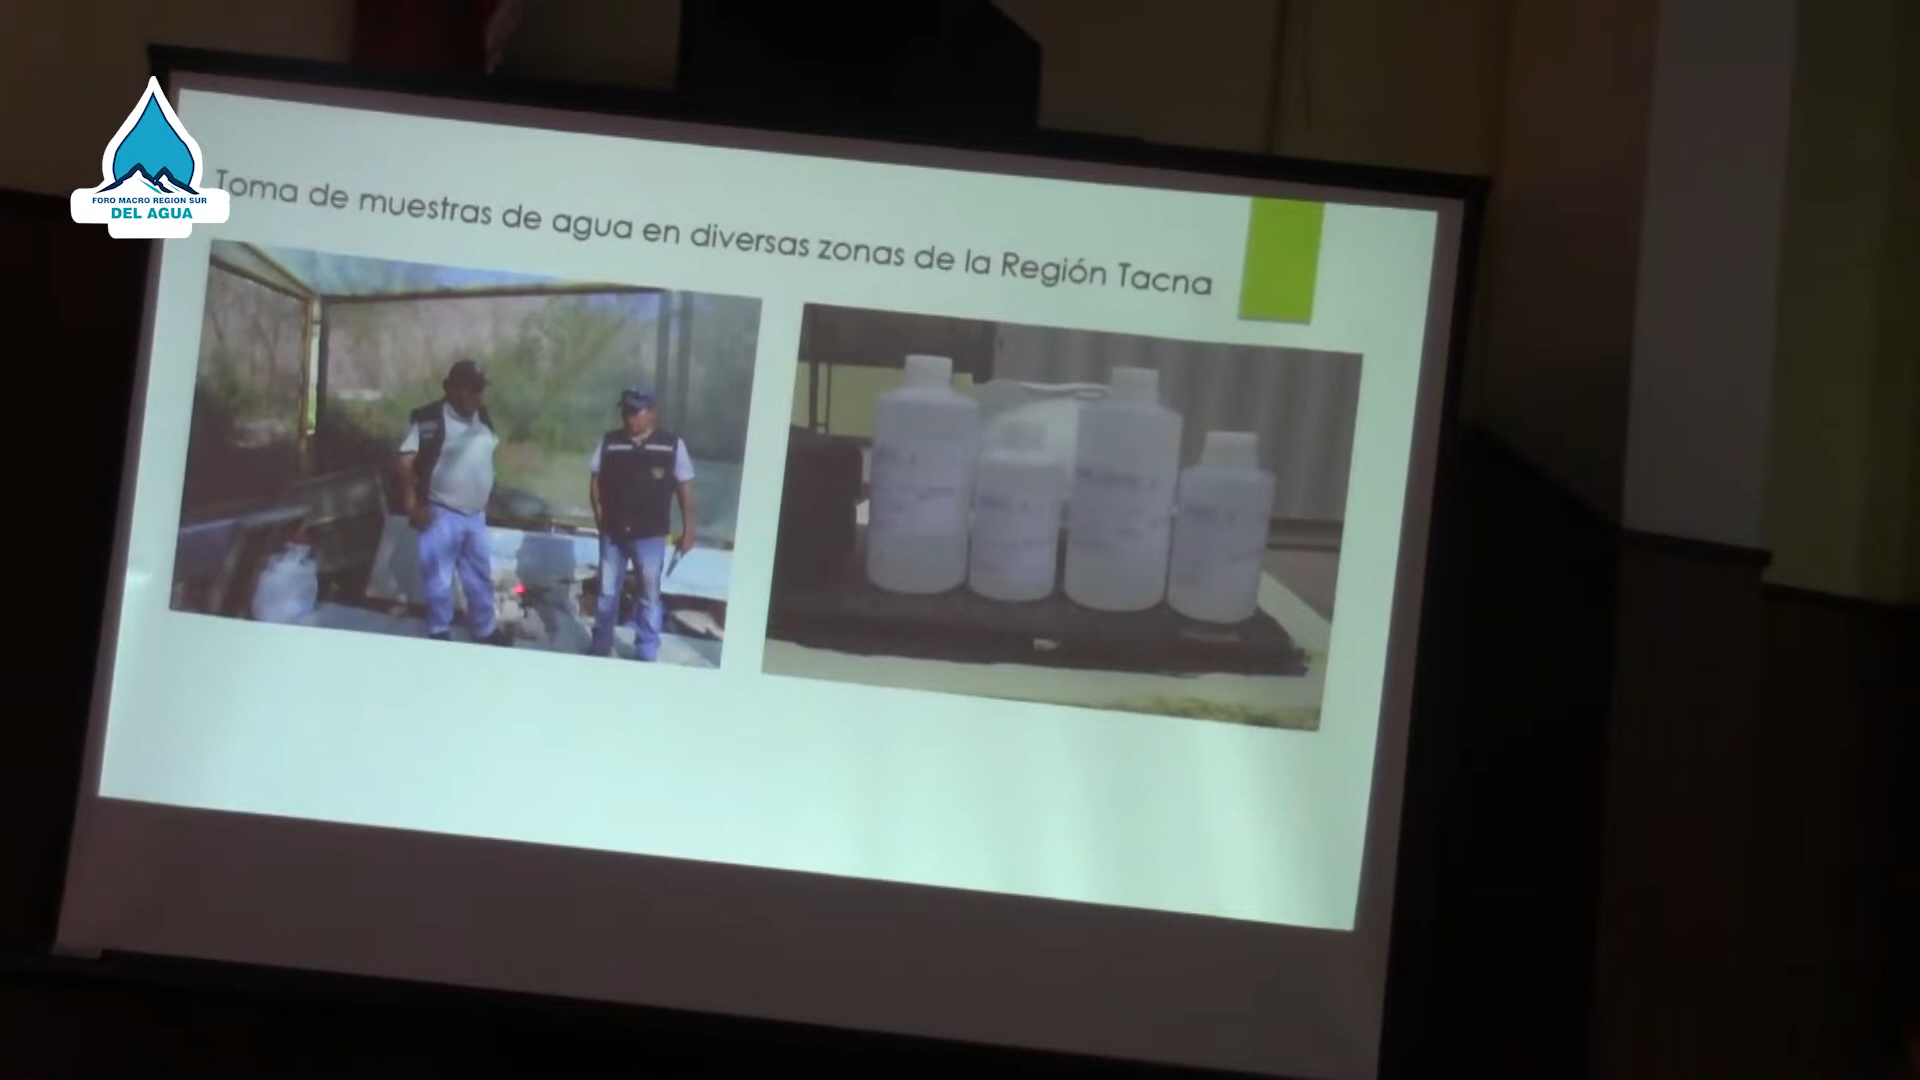 FORO MACRO REGION SUR
DEL AGUA
Toma de muestras de agua en diversas zonas de la Región Tacna